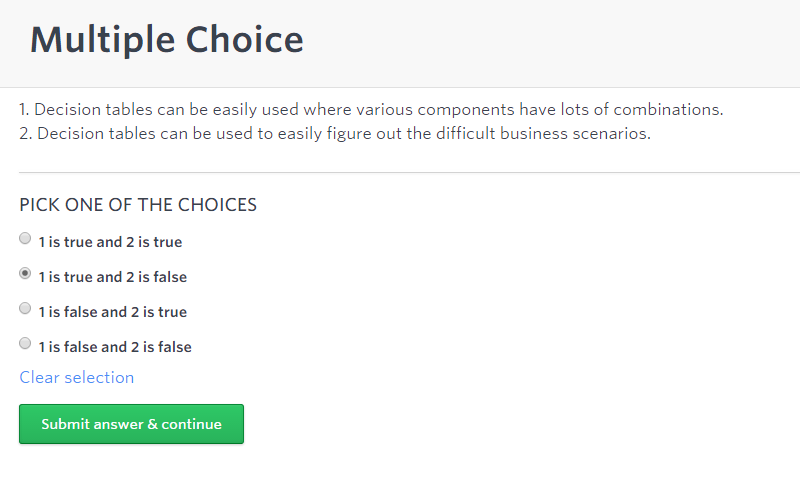 Multiple Choice
1. Decision tables can be easily used where various components have lots of combinations.
2. Decision tables can be used to easily figure out the difficult business scenarios.
PICK ONE OF THE CHOICES
1 is true and 2 is true
1 is true and 2 is false
1 is false and 2 is true
1 is false and 2 is false
Clear selection
Submit answer & continue